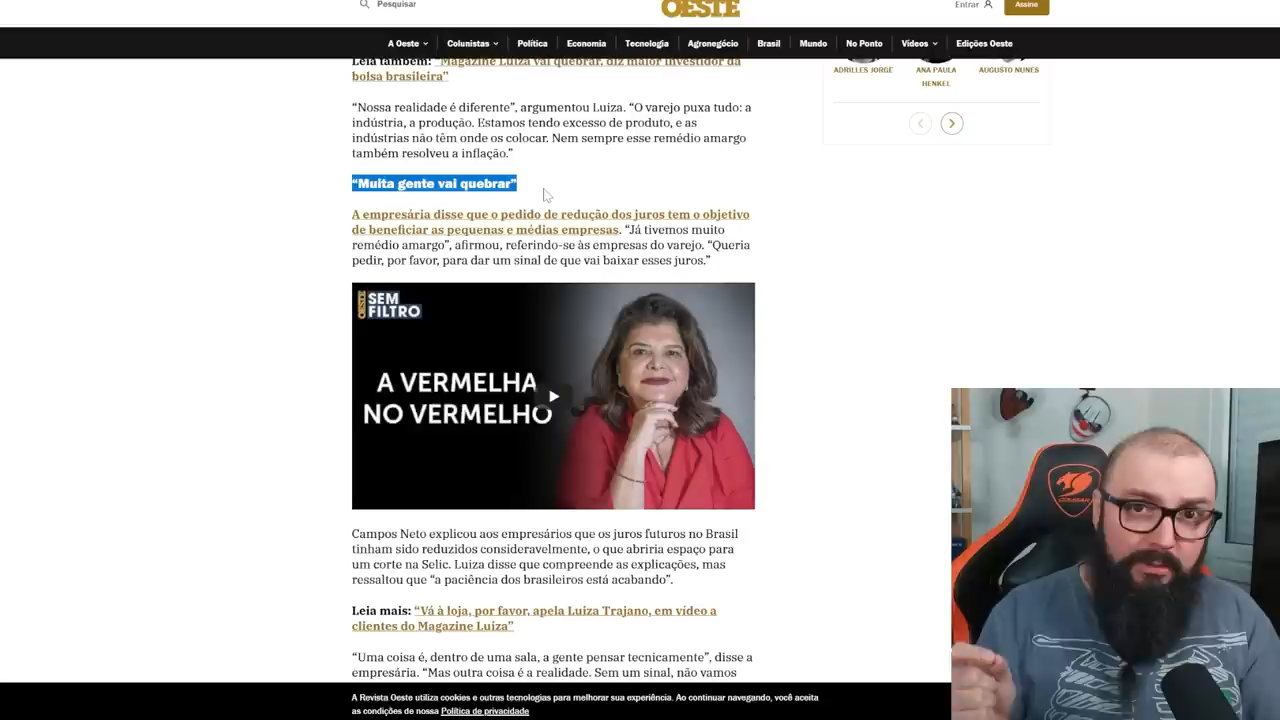 Pesquisar
OESTE
Entrar
Assine
A Oeste
Colunistas
Política
Economia
Tecnologia
Agronegócio
Brasil
Mundo
No Ponto
Vídeos
Edições Oeste
Leia também: “Magazine Luiza vai quebrar, diz maior investidor da
bolsa brasileira”
ADRILLES JORGE
ANA PAULA
HENKEL
AUGUSTO NUNES
“Nossa realidade é diferente”, argumentou Luiza. “O varejo puxa tudo: a
indústria, a produção. Estamos tendo excesso de produto, e as
indústrias não têm onde os colocar. Nem sempre esse remédio amargo
também resolveu a inflação.”
“Muita gente vai quebrar”
A empresária disse que o pedido de redução dos juros tem o objetivo
de beneficiar as pequenas e médias empresas. “Já tivemos muito
remédio amargo”, afirmou, referindo-se às empresas do varejo. “Queria
pedir, por favor, para dar um sinal de que vai baixar esses juros.”
OESTE
SEM
FILTRO
A VERMELHA
NO VERMELHO
Campos Neto explicou aos empresários que os juros futuros no Brasil
tinham sido reduzidos consideravelmente, o que abriria espaço para
um corte na Selic. Luiza disse que compreende as explicações, mas
ressaltou que “a paciência dos brasileiros está acabando”.
Leia mais: “Vá à loja, por favor, apela Luiza Trajano, em vídeo a
clientes do Magazine Luiza”
“Uma coisa é, dentro de uma sala, a gente pensar tecnicamente”, disse a
empresária. “Mas outra coisa é a realidade. Sem um sinal, não vamos
A Revista Oeste utiliza cookies e outras tecnologias para melhorar sua experiência. Ao continuar navegando, você aceita
as condições de nossa Política de privacidade
COUGAR